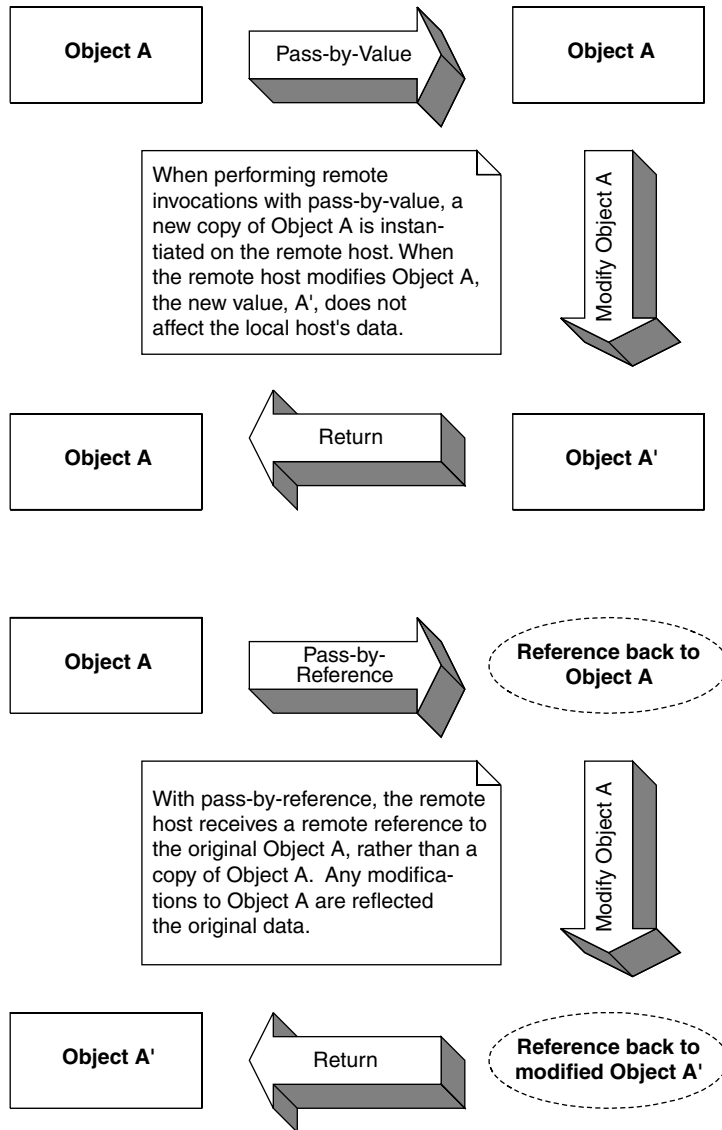 Object A
Pass-by-Value
Object A
When performing remote
invocations with pass-by-value, a
new copy of Object A is instan-
tiated on the remote host. When
the remote host modifies Object A,
the new value, A', does not
affect the local host's data.
Modify Object A
Object A
Return
Object A'
Object A
Pass-by-
Reference
Reference back to
Object A
With pass-by-reference, the remote
host receives a remote reference to
the original Object A, rather than a
copy of Object A.  Any modifica-
tions to Object A are reflected
the original data.
Modify Object A
Object A'
Return
Reference back to
modified Object A'